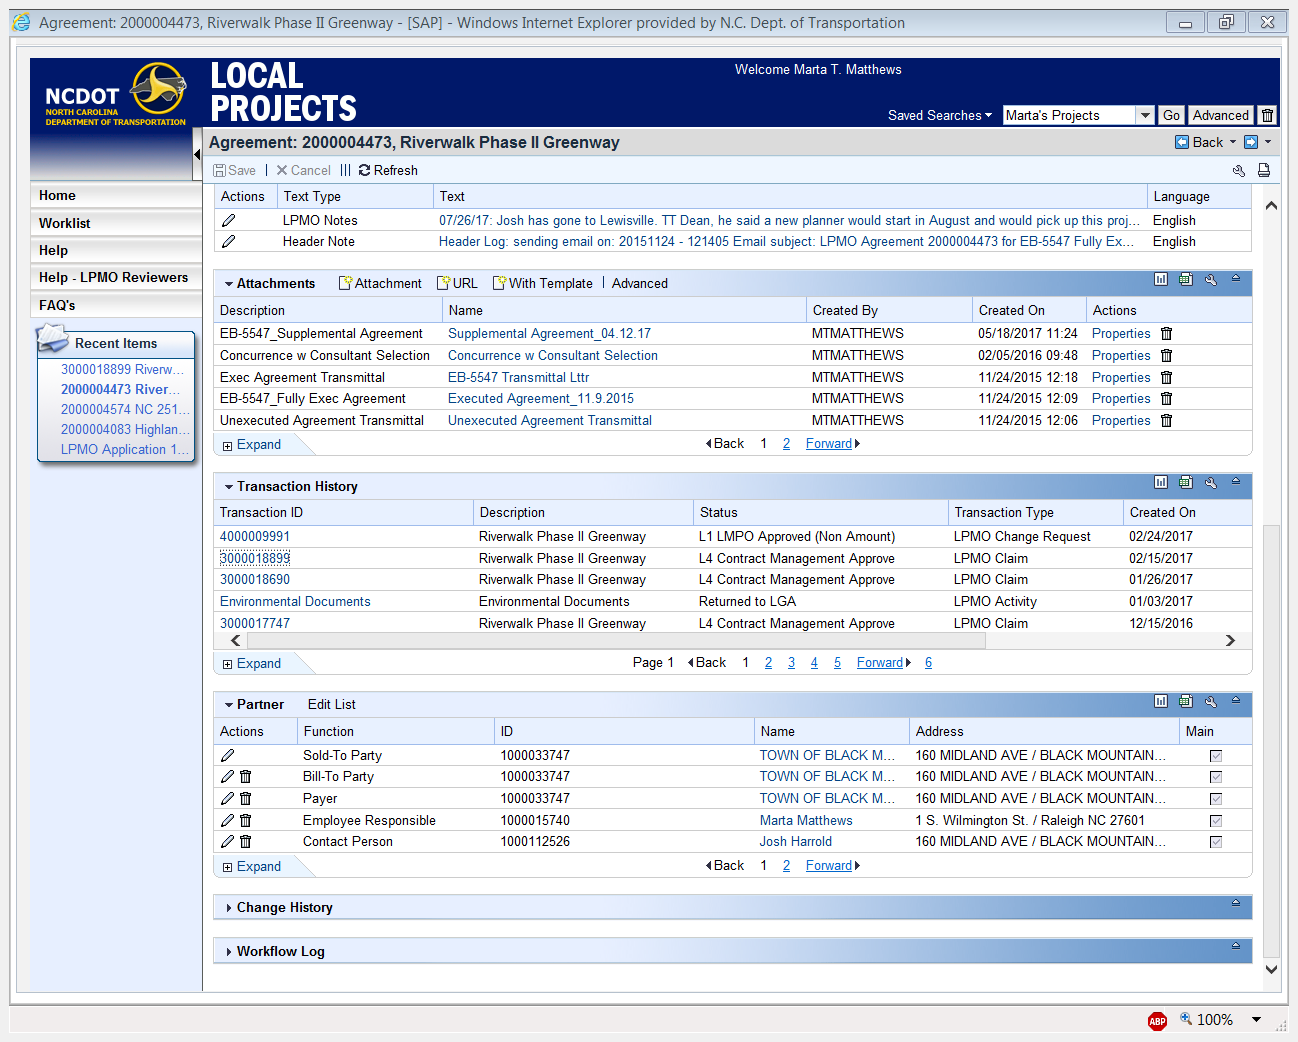 Agreement: 2000004473, Riverwalk Phase II Greenway - [SAP] - Windows Internet Explorer provided by N.C. Dept. of Transportation
NCDOT
NORTH CAROLINA
DEPARTMENT OF TRANSPORTATION
LOCAL
PROJECTS
Welcome Marta T. Matthews
Saved Searches Marta's Projects Go Advanced
Agreement: 2000004473, Riverwalk Phase II Greenway Back
Save Cancel Refresh
Home
Worklist
Help
Help - LPMO Reviewers
FAQ's
Recent Items
3000018899 Riverw...
2000004473 River...
2000004574 NC 251...
2000004083 Highlan...
LPMO Application 1...
Actions Text Type Text Language
LPMO Notes 07/26/17: Josh has gone to Lewisville. TT Dean, he said a new planner would start in August and would pick up this proj... English
Header Note Header Log: sending email on: 20151124 - 121405 Email subject: LPMO Agreement 2000004473 for EB-5547 Fully Ex... English
Attachments Attachment URL With Template Advanced
Description Name Created By Created On Actions
EB-5547_Supplemental Agreement Supplemental Agreement_04.12.17 MTMATTHEWS 05/18/2017 11:24 Properties
Concurrence w Consultant Selection Concurrence w Consultant Selection MTMATTHEWS 02/05/2016 09:48 Properties
Exec Agreement Transmittal EB-5547 Transmittal Lttr MTMATTHEWS 11/24/2015 12:18 Properties
EB-5547_Fully Exec Agreement Executed Agreement_11.9.2015 MTMATTHEWS 11/24/2015 12:09 Properties
Unexecuted Agreement Transmittal Unexecuted Agreement Transmittal MTMATTHEWS 11/24/2015 12:06 Properties
Expand Back 1 2 Forward
Transaction History
Transaction ID Description Status Transaction Type Created On
4000009991 Riverwalk Phase II Greenway L1 LMPO Approved (Non Amount) LPMO Change Request 02/24/2017
3000018899 Riverwalk Phase II Greenway L4 Contract Management Approve LPMO Claim 02/15/2017
3000018690 Riverwalk Phase II Greenway L4 Contract Management Approve LPMO Claim 01/26/2017
Environmental Documents Environmental Documents Returned to LGA LPMO Activity 01/03/2017
3000017747 Riverwalk Phase II Greenway L4 Contract Management Approve LPMO Claim 12/15/2016
Expand Page 1 Back 1 2 3 4 5 Forward 6
Partner Edit List
Actions Function ID Name Address Main
Sold-To Party 1000033747 TOWN OF BLACK M... 160 MIDLAND AVE / BLACK MOUNTAIN...
Bill-To Party 1000033747 TOWN OF BLACK M... 160 MIDLAND AVE / BLACK MOUNTAIN...
Payer 1000033747 TOWN OF BLACK M... 160 MIDLAND AVE / BLACK MOUNTAIN...
Employee Responsible 1000015740 Marta Matthews 1 S. Wilmington St. / Raleigh NC 27601
Contact Person 1000112526 Josh Harrold 160 MIDLAND AVE / BLACK MOUNTAIN...
Expand Back 1 2 Forward
Change History
Workflow Log
ABP 100%